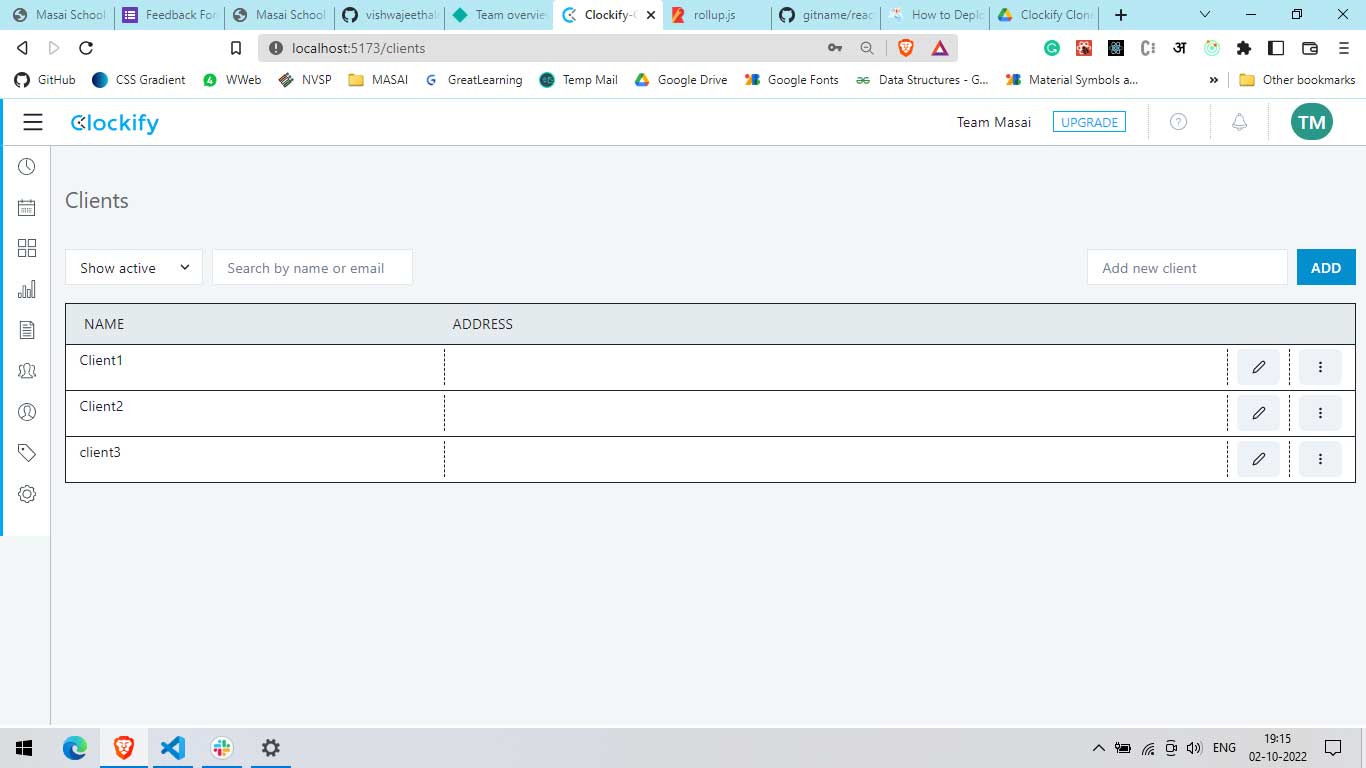 Masai School
Feedback For
Masai School
vishwajeethal
Team overview
Clockify-C
rollup.js
gitname/reac
How to Deplo
Clockify Clone
localhost:5173/clients
GitHub
CSS Gradient
WWeb
NVSP
MASAI
GreatLearning
Temp Mail
Google Drive
Google Fonts
Data Structures - G...
Material Symbols a...
»
Other bookmarks
Clockify
Team Masai
UPGRADE
TM
Clients
Show active
Search by name or email
Add new client
ADD
NAME
ADDRESS
Client1
Client2
client3
ENG
19:15
02-10-2022